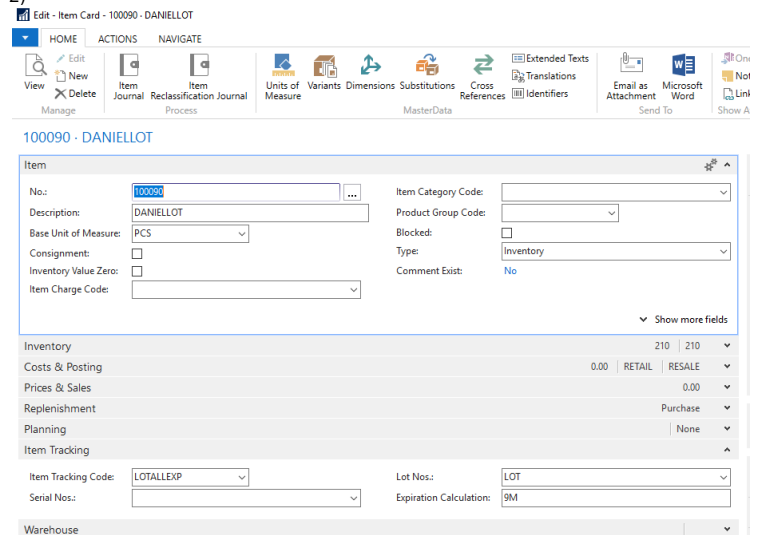 2)
Edit - Item Card - 100090 · DANIELLOT
HOME ACTIONS NAVIGATE
View Edit New Delete
Item Journal Item Reclassification Journal
Units of Measure Variants Dimensions Substitutions Cross References
Extended Texts
Translations
Identifiers
Email as Attachment Microsoft Word
Manage Process MasterData Send To
100090 · DANIELLOT
Item
No.: 100090 ... Item Category Code:
Description: DANIELLOT Product Group Code:
Base Unit of Measure: PCS Blocked:
Consignment: Type: Inventory
Inventory Value Zero: Comment Exist: No
Item Charge Code:
Show more fields
Inventory 210 210
Costs & Posting 0.00 RETAIL RESALE
Prices & Sales 0.00
Replenishment Purchase
Planning None
Item Tracking
Item Tracking Code: LOTALLEXP Lot Nos.: LOT
Serial Nos.: Expiration Calculation: 9M
Warehouse